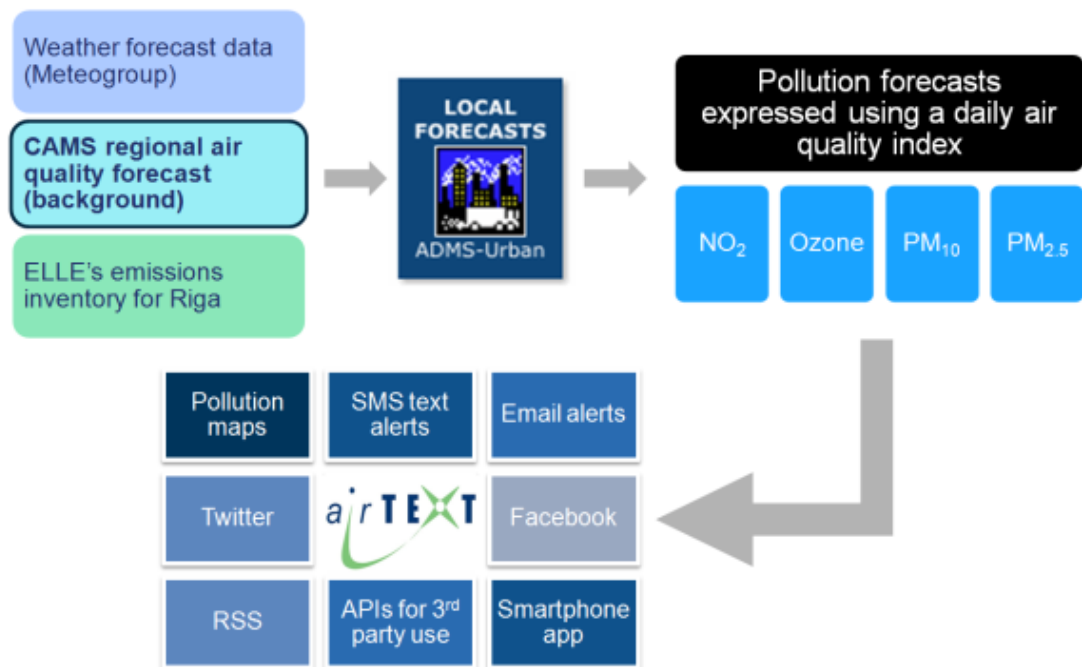 Weather forecast data
(Meteogroup)
CAMS regional air
quality forecast
(background)
ELLE's emissions
inventory for Riga
LOCAL
FORECASTS
ADMS-Urban
Pollution forecasts
expressed using a daily air
quality index
NO₂
Ozone
PM₁₀
PM₂.₅
Pollution
maps
SMS text
alerts
Email alerts
Twitter
airTEXT
Facebook
RSS
APIs for 3rd
party use
Smartphone
app